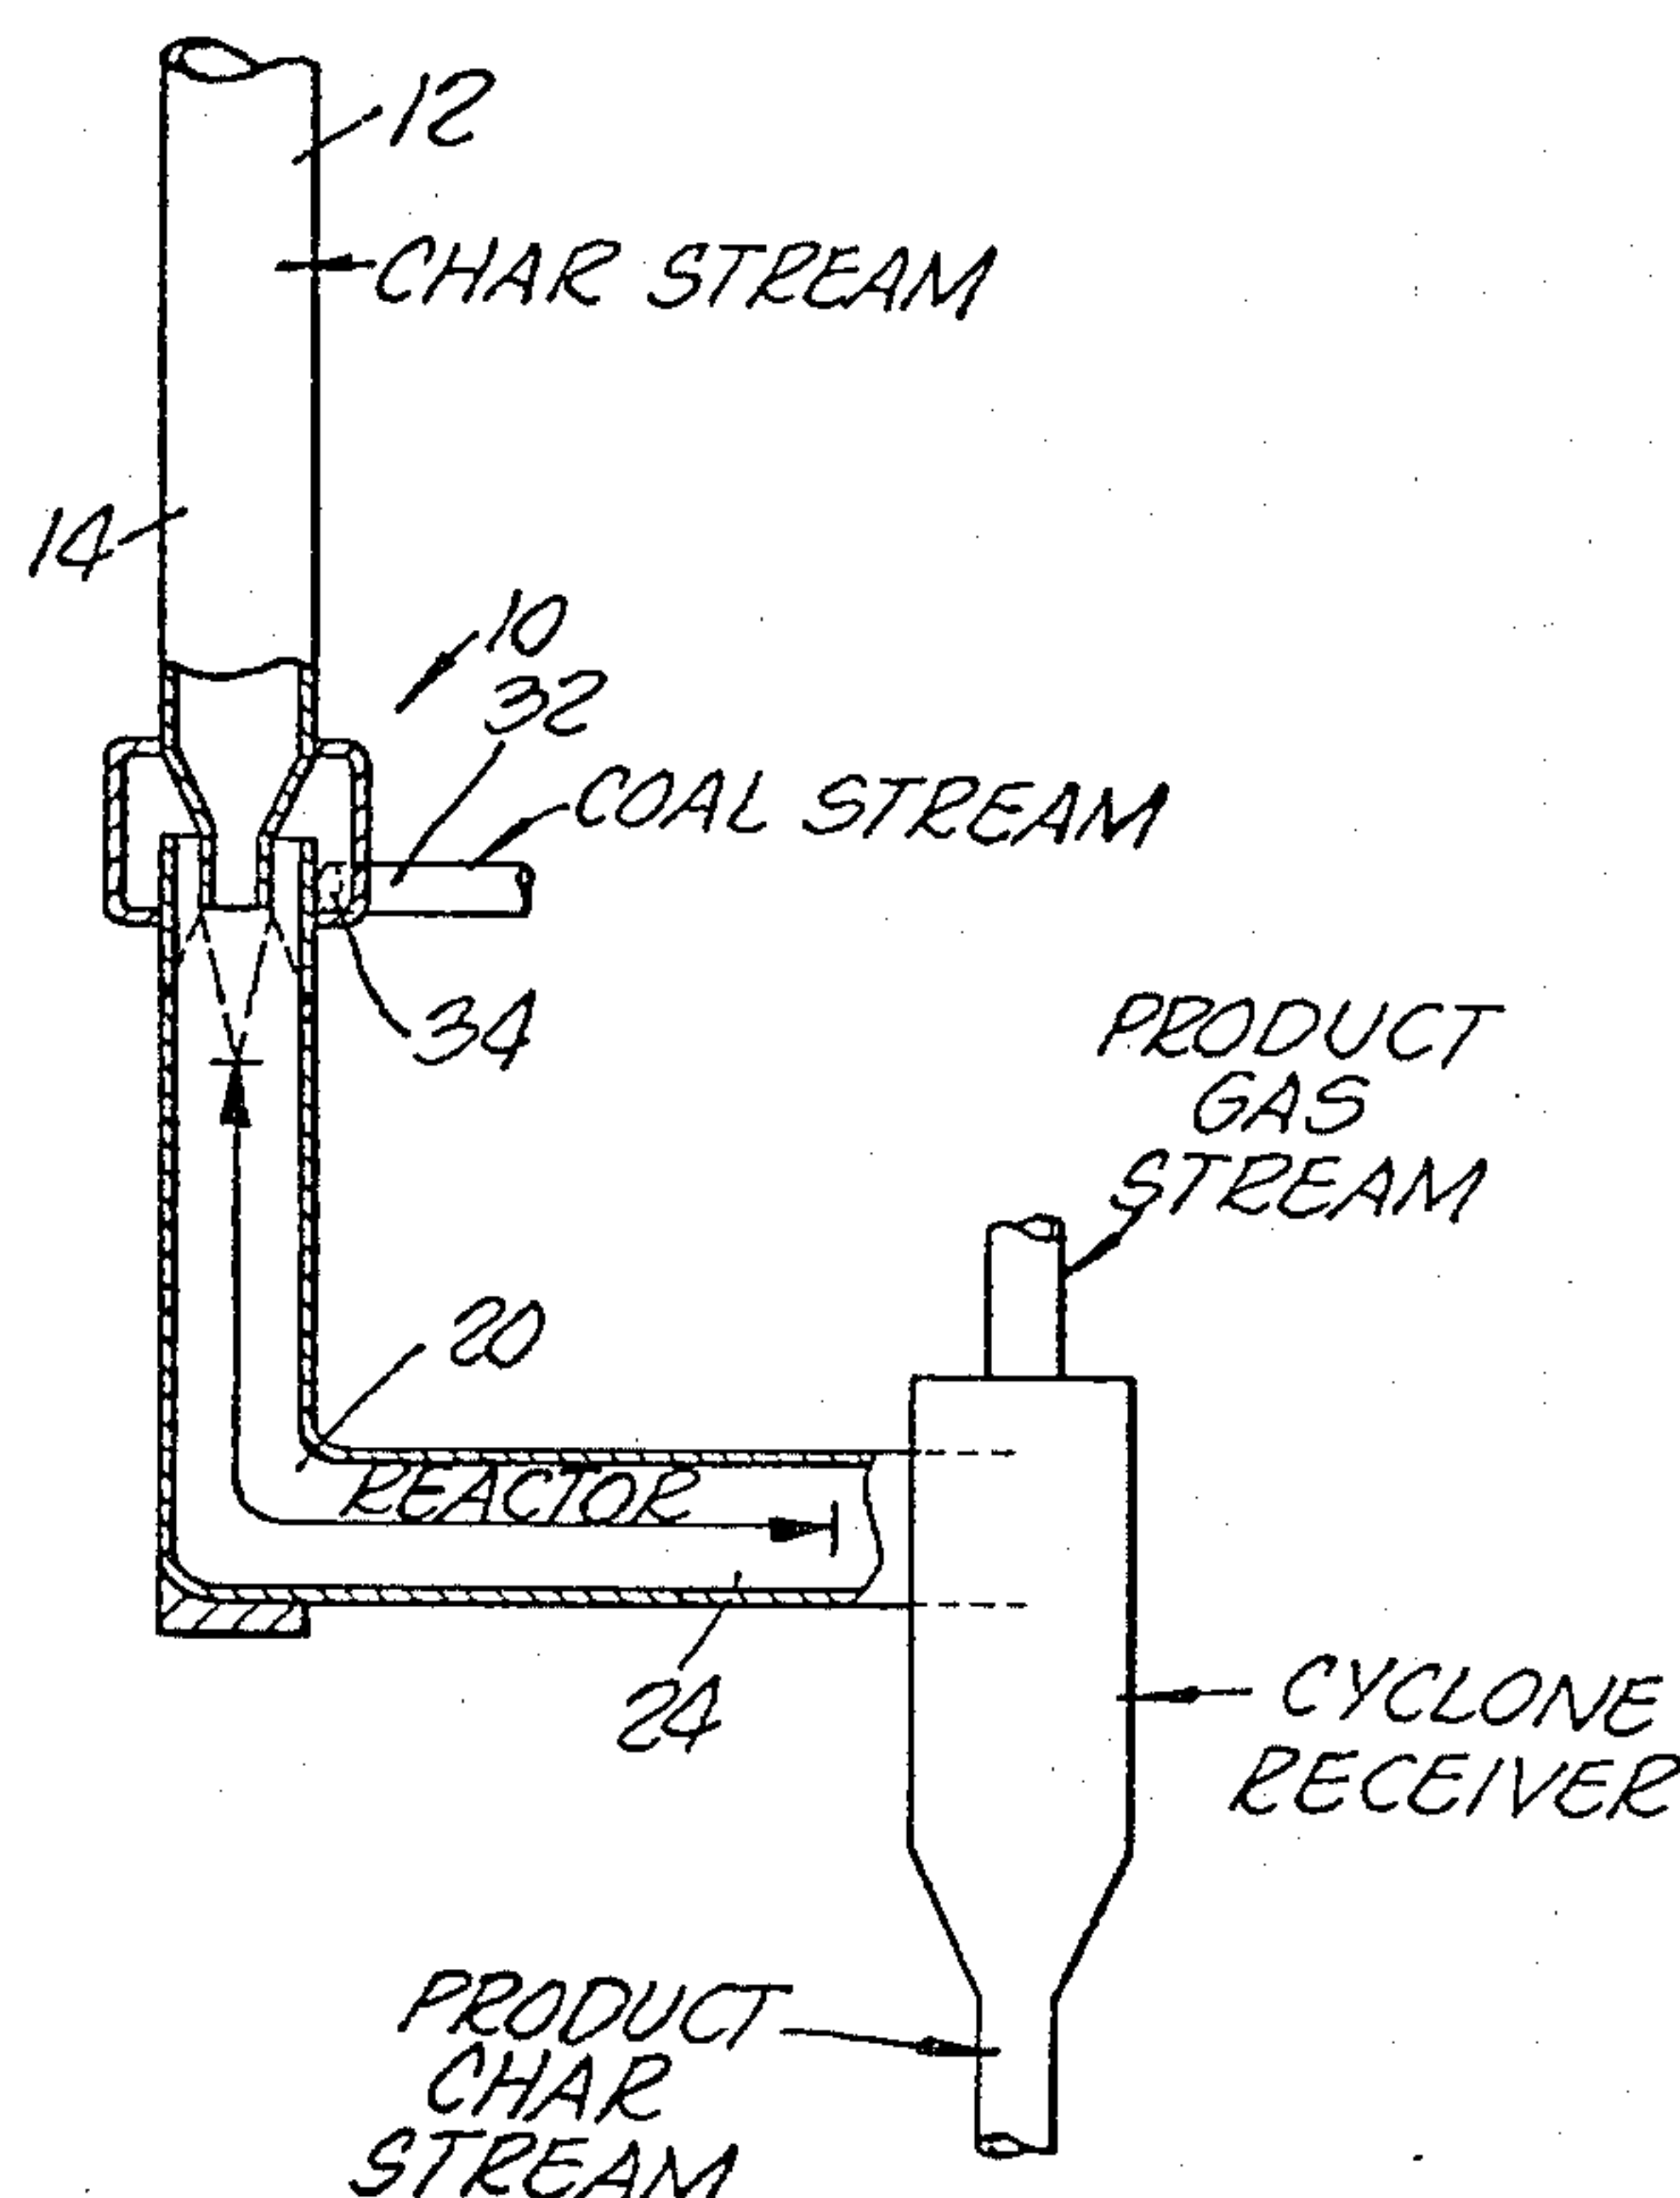 12
CHAR STREAM
14
10
32
COAL STREAM
34
PRODUCT
GAS
STREAM
20
REACTOR
24
CYCLONE
RECEIVER
PRODUCT
CHAR
STREAM